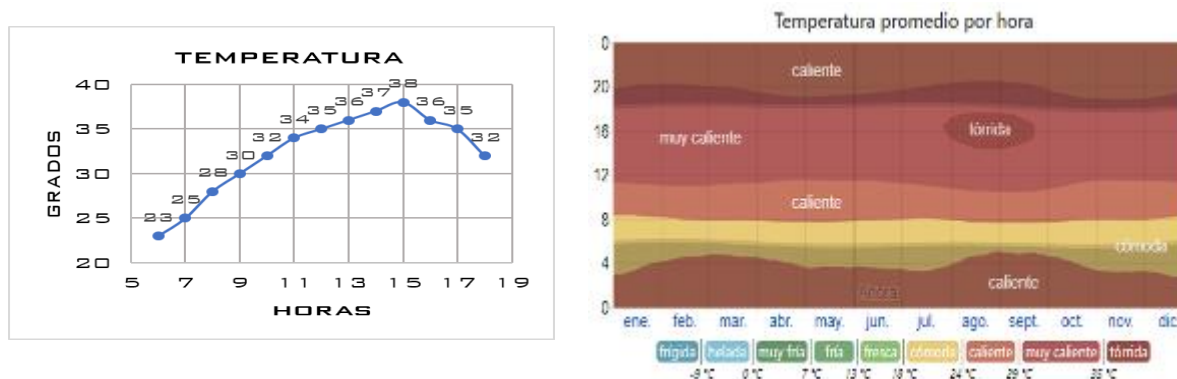 TEMPERATURA
GRADOS
40
35
30
25
20
23
25
28
30
32
34
35
36
37
38
36
35
32
5 7 9 11 13 15 17 19
HORAS
Temperatura promedio por hora
0
20
16
12
8
4
0
caliente
muy caliente
tórrida
caliente
cómoda
caliente
ene. feb. mar. abr. may. jun. jul. ago. sept. oct. nov. dic
frígida helada muy fría fría fresca cómoda caliente muy caliente tórrida
-9 °C 0 °C 7 °C 13 °C 18 °C 24 °C 29 °C 35 °C